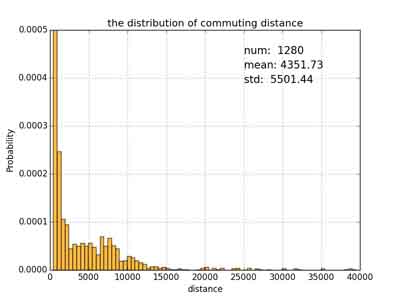 the distribution of commuting distance
0.0005
num: 1280
mean: 4351.73
std: 5501.44
0.0004
0.0003
Probability
0.0002
0.0001
0.0000
0 5000 10000 15000 20000 25000 30000 35000 40000
distance